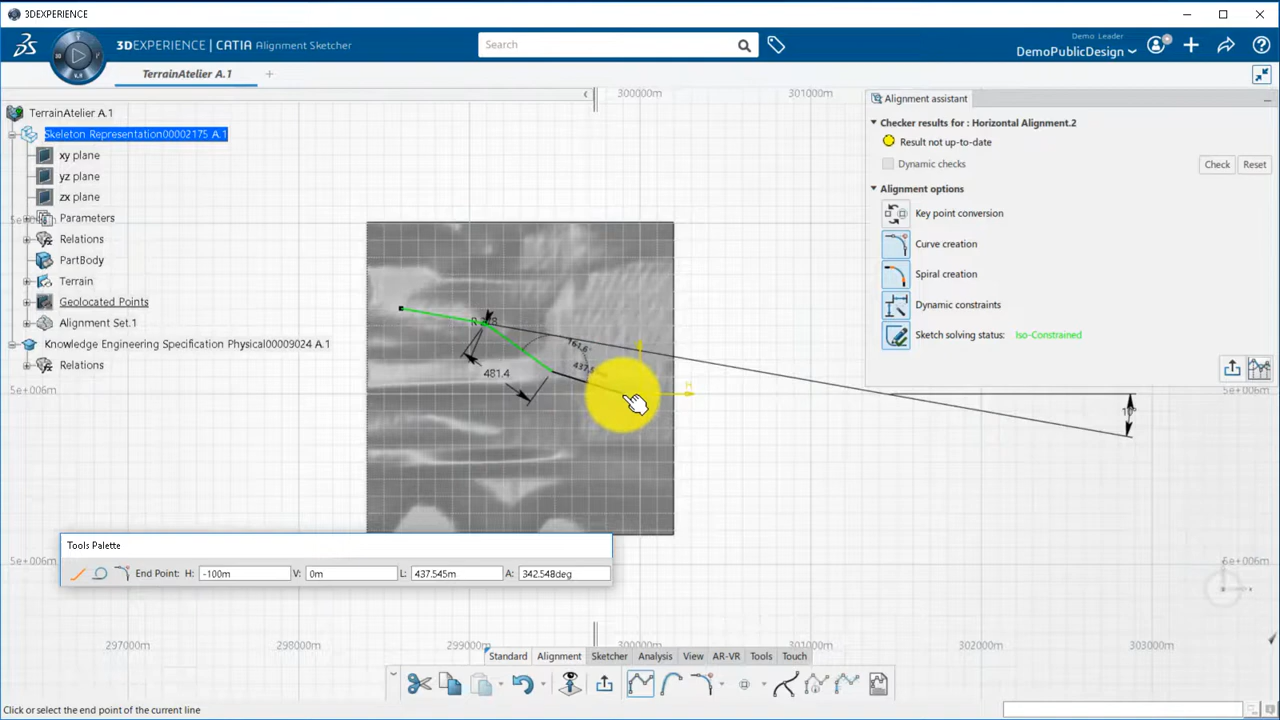 3DEXPERIENCE
3DEXPERIENCE | CATIA Alignment Sketcher
Search
Demo Leader
DemoPublicDesign
TerrainAtelier A.1
TerrainAtelier A.1
Skeleton Representation00002175 A.1
xy plane
yz plane
zx plane
Parameters
Relations
PartBody
Terrain
Geolocated Points
Alignment Set.1
Knowledge Engineering Specification Physical00009024 A.1
Relations
300000m
301000m
Alignment assistant
Checker results for : Horizontal Alignment.2
Result not up-to-date
Dynamic checks
Check
Reset
Alignment options
Key point conversion
Curve creation
Spiral creation
Dynamic constraints
Sketch solving status: Iso-Constrained
161.6°
481.4
H
5e+006m
5e+006m
5e+006m
6e+006m
Tools Palette
End Point: H: -100m V: 0m L: 437.545m A: 342.548deg
297000m
298000m
299000m
300000m
301000m
302000m
303000m
Standard
Alignment
Sketcher
Analysis
View
AR-VR
Tools
Touch
Click or select the end point of the current line